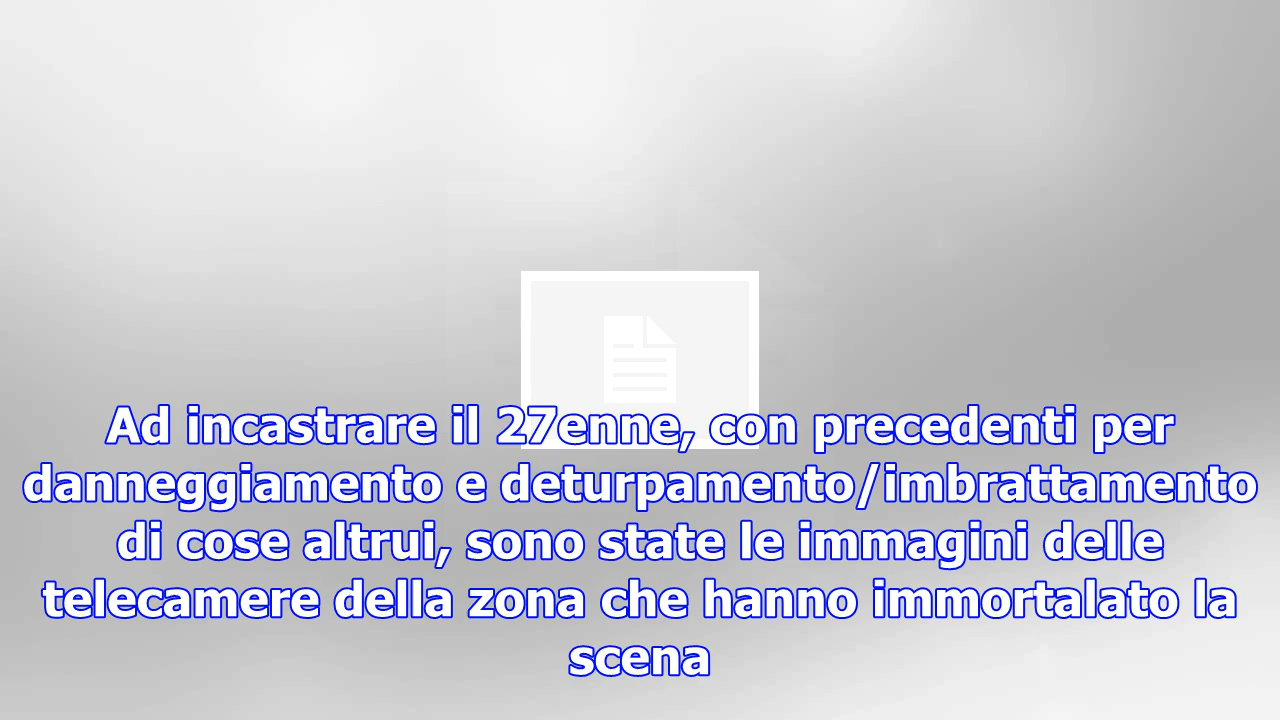 Ad incastrare il 27enne, con precedenti per
danneggiamento e deturpamento/imbrattamento
di cose altrui, sono state le immagini delle
telecamere della zona che hanno immortalato la
scena